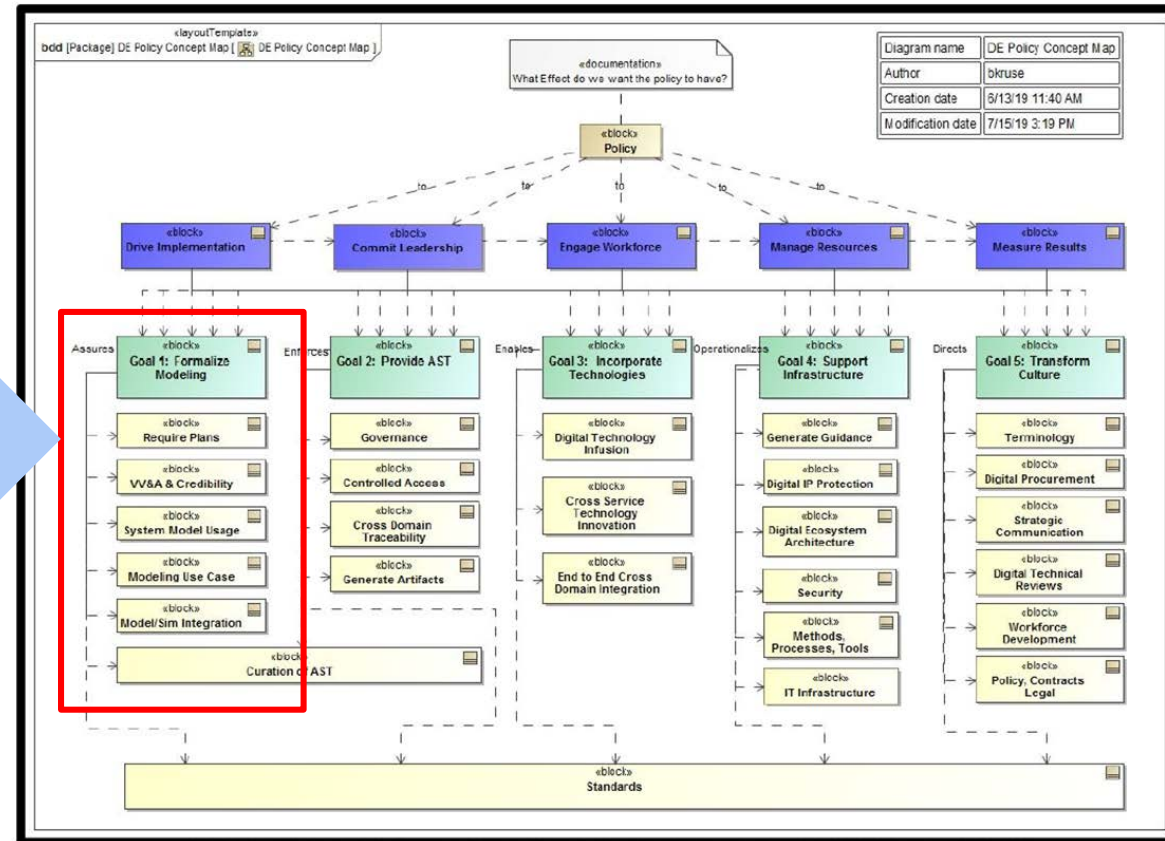 «layoutTemplate»
bdd [Package] DE Policy Concept Map [ DE Policy Concept Map ]
«documentation»
What Effect do we want the policy to have?
Diagram name DE Policy Concept Map
Author bkruse
Creation date 6/13/19 11:40 AM
Modification date 7/15/19 3:19 PM
«block»
Policy
to to to to to
«block»
Drive Implementation
«block»
Commit Leadership
«block»
Engage Workforce
«block»
Manage Resources
«block»
Measure Results
Assures
«block»
Goal 1: Formalize
Modeling
«block»
Require Plans
«block»
VV&A & Credibility
«block»
System Model Usage
«block»
Modeling Use Case
«block»
Model/Sim Integration
Enforces
«block»
Goal 2: Provide AST
«block»
Governance
«block»
Controlled Access
«block»
Cross Domain
Traceability
«block»
Generate Artifacts
«block»
Curation of AST
Enables
«block»
Goal 3: Incorporate
Technologies
«block»
Digital Technology
Infusion
«block»
Cross Service
Technology
Innovation
«block»
End to End Cross
Domain Integration
Operationalizes
«block»
Goal 4: Support
Infrastructure
«block»
Generate Guidance
«block»
Digital IP Protection
«block»
Digital Ecosystem
Architecture
«block»
Security
«block»
Methods,
Processes, Tools
«block»
IT Infrastructure
Directs
«block»
Goal 5: Transform
Culture
«block»
Terminology
«block»
Digital Procurement
«block»
Strategic
Communication
«block»
Digital Technical
Reviews
«block»
Workforce
Development
«block»
Policy, Contracts
Legal
«block»
Standards